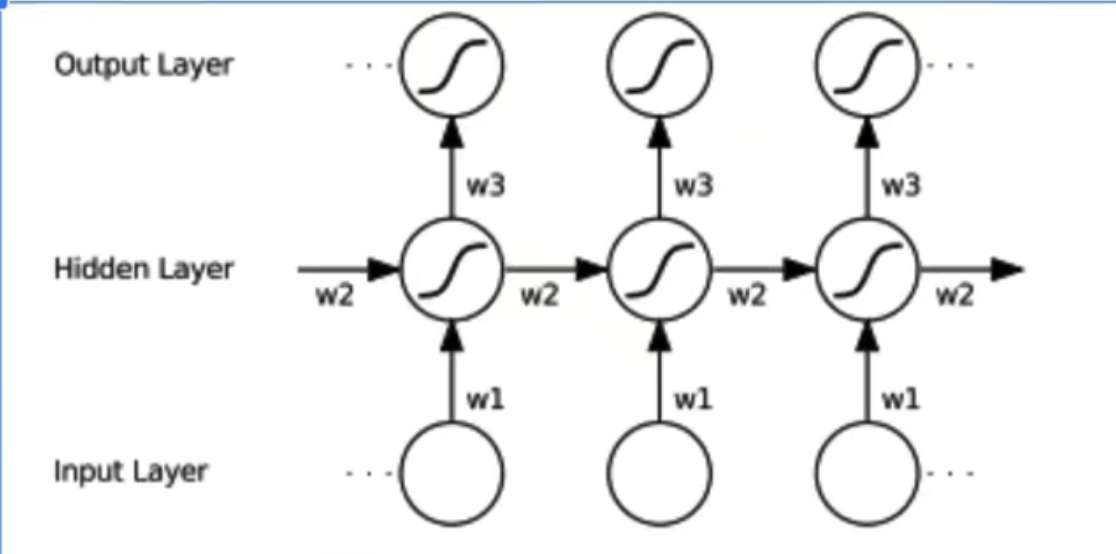 Output Layer
w3 w3 w3
Hidden Layer
w2 w2 w2 w2
w1 w1 w1
Input Layer